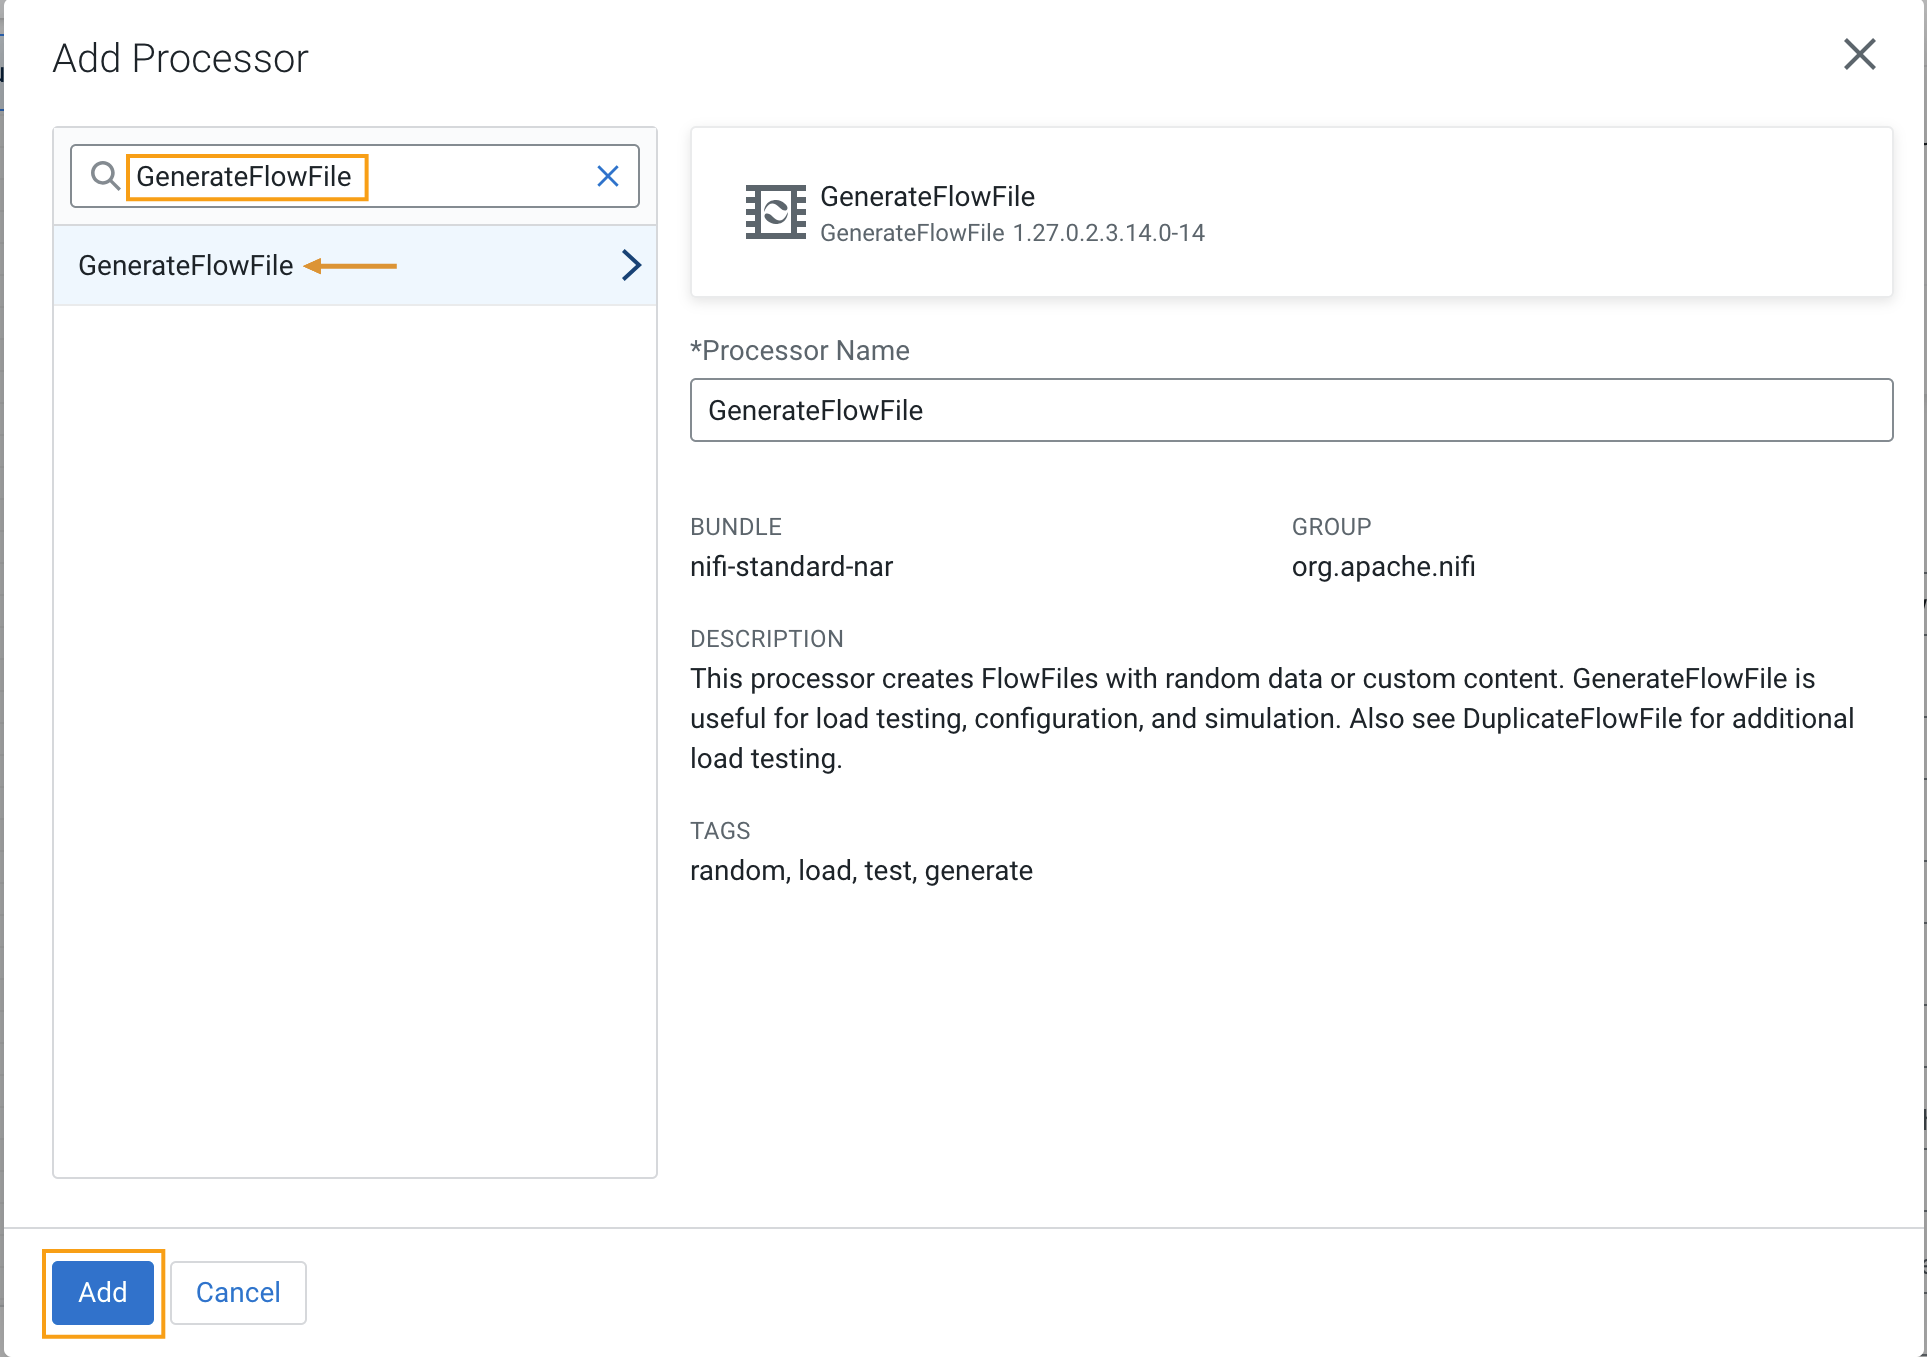 Add Processor
GenerateFlowFile
GenerateFlowFile
GenerateFlowFile
GenerateFlowFile 1.27.0.2.3.14.0-14
*Processor Name
GenerateFlowFile
BUNDLE
nifi-standard-nar
GROUP
org.apache.nifi
DESCRIPTION
This processor creates FlowFiles with random data or custom content. GenerateFlowFile is
useful for load testing, configuration, and simulation. Also see DuplicateFlowFile for additional
load testing.
TAGS
random, load, test, generate
Add
Cancel